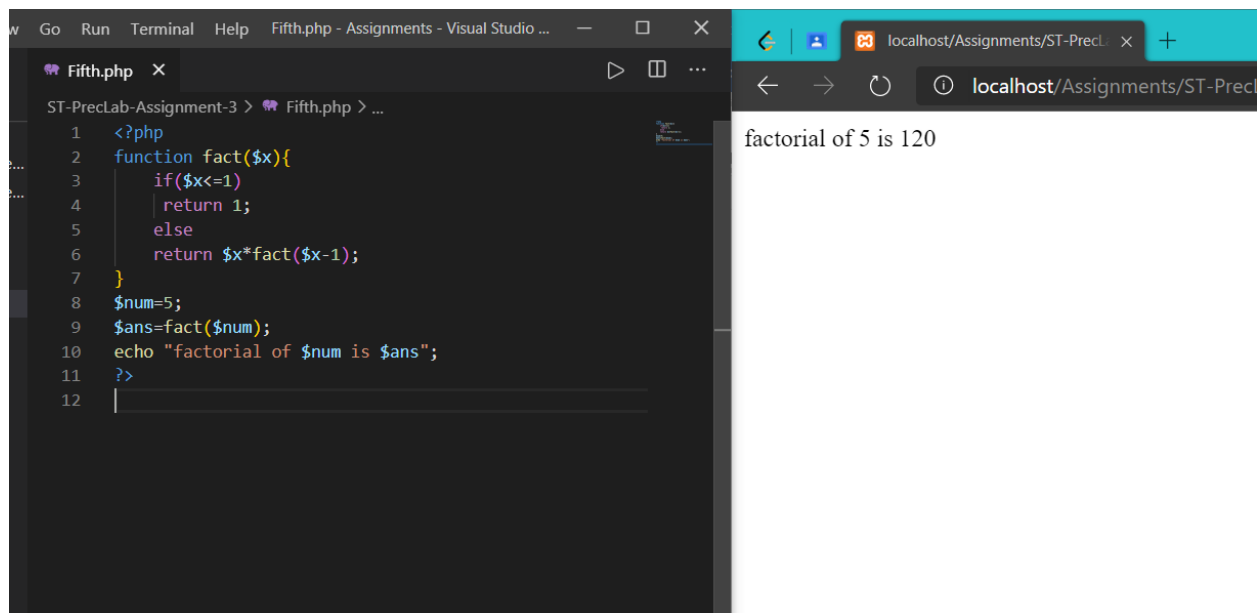 w Go Run Terminal Help Fifth.php - Assignments - Visual Studio ...
Fifth.php
ST-PrecLab-Assignment-3 > Fifth.php > ...
1 <?php
2 function fact($x){
3 if($x<=1)
4 return 1;
5 else
6 return $x*fact($x-1);
7 }
8 $num=5;
9 $ans=fact($num);
10 echo "factorial of $num is $ans";
11 ?>
12
e...
e...
localhost/Assignments/ST-PrecL
localhost/Assignments/ST-PrecL
factorial of 5 is 120